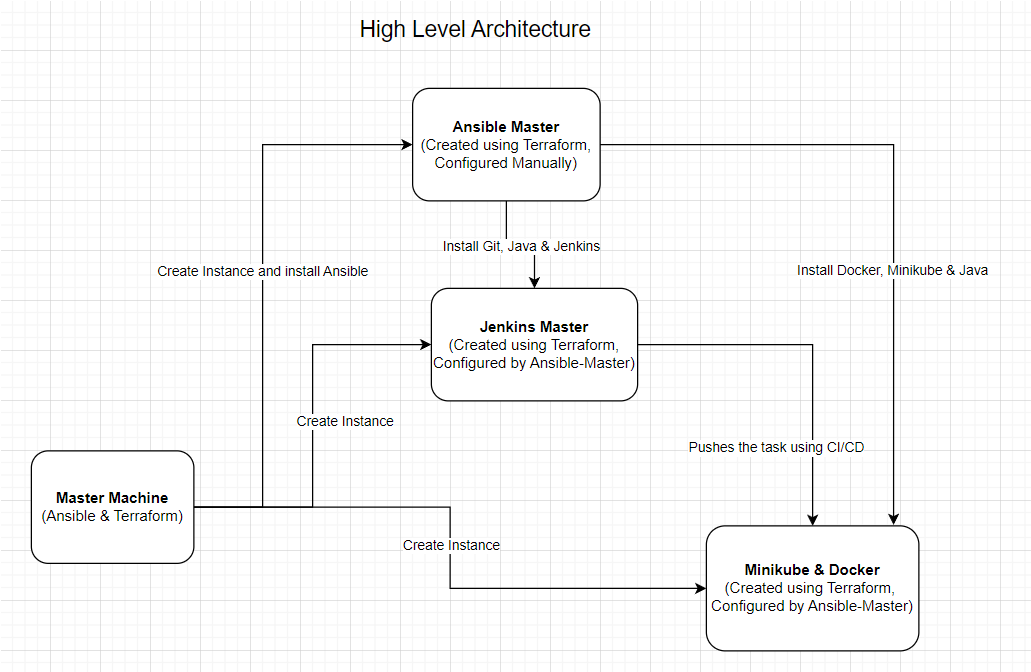 High Level Architecture
Ansible Master
(Created using Terraform,
Configured Manually)
Install Git, Java & Jenkins
Create Instance and install Ansible
Install Docker, Minikube & Java
Jenkins Master
(Created using Terraform,
Configured by Ansible-Master)
Create Instance
Pushes the task using CI/CD
Master Machine
(Ansible & Terraform)
Create Instance
Minikube & Docker
(Created using Terraform,
Configured by Ansible-Master)